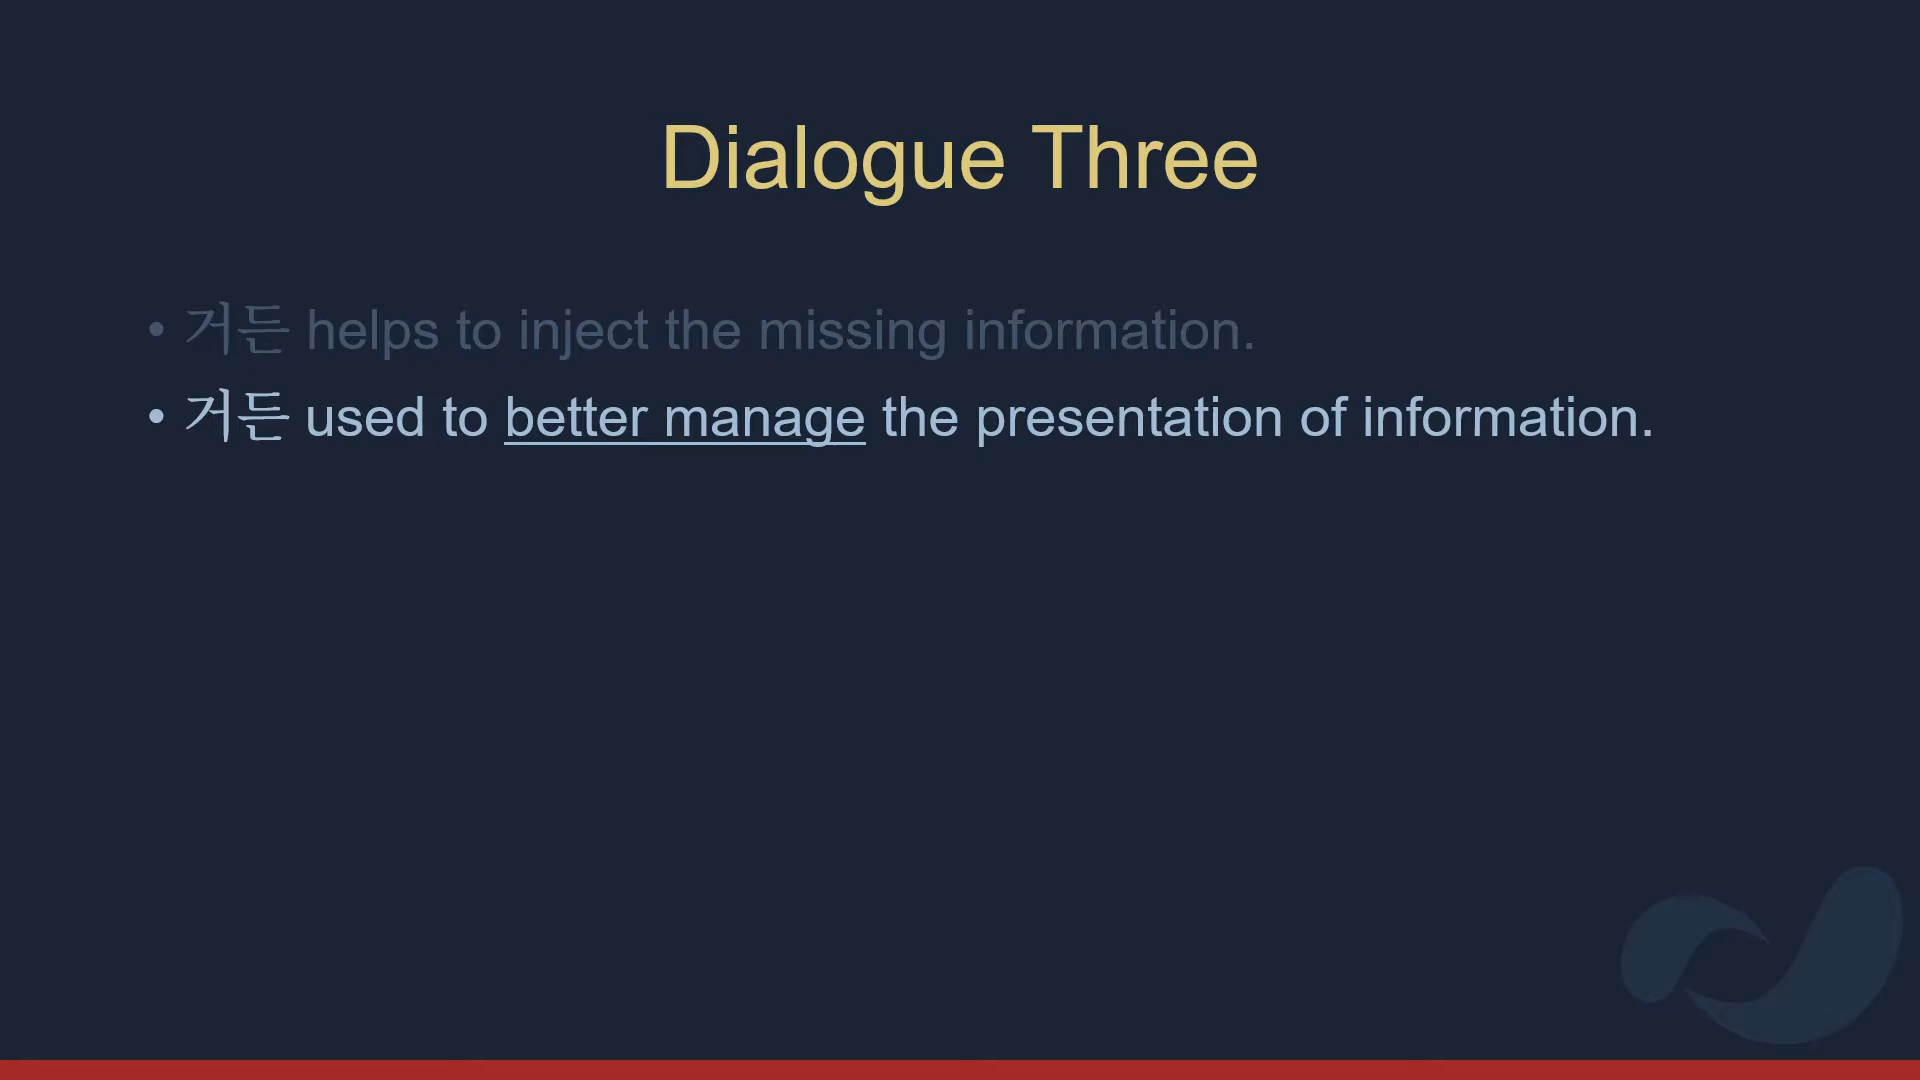 Dialogue Three
• 거든 helps to inject the missing information.
• 거든 used to better manage the presentation of information.